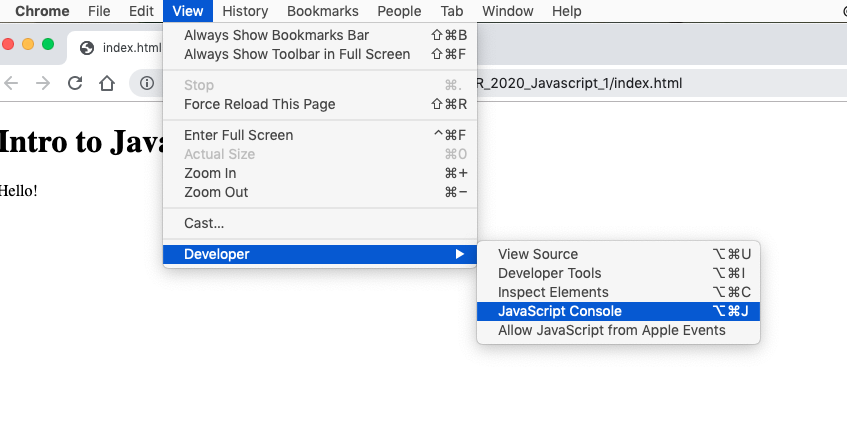 Chrome File Edit View History Bookmarks People Tab Window Help
index.html
R_2020_Javascript_1/index.html
Intro to Java
Hello!
Always Show Bookmarks Bar ⇧⌘B
Always Show Toolbar in Full Screen ⇧⌘F
Stop ⌘.
Force Reload This Page ⇧⌘R
Enter Full Screen ^⌘F
Actual Size ⌘0
Zoom In ⌘+
Zoom Out ⌘−
Cast...
Developer ▶
View Source ⌥⌘U
Developer Tools ⌥⌘I
Inspect Elements ⌥⌘C
JavaScript Console ⌥⌘J
Allow JavaScript from Apple Events